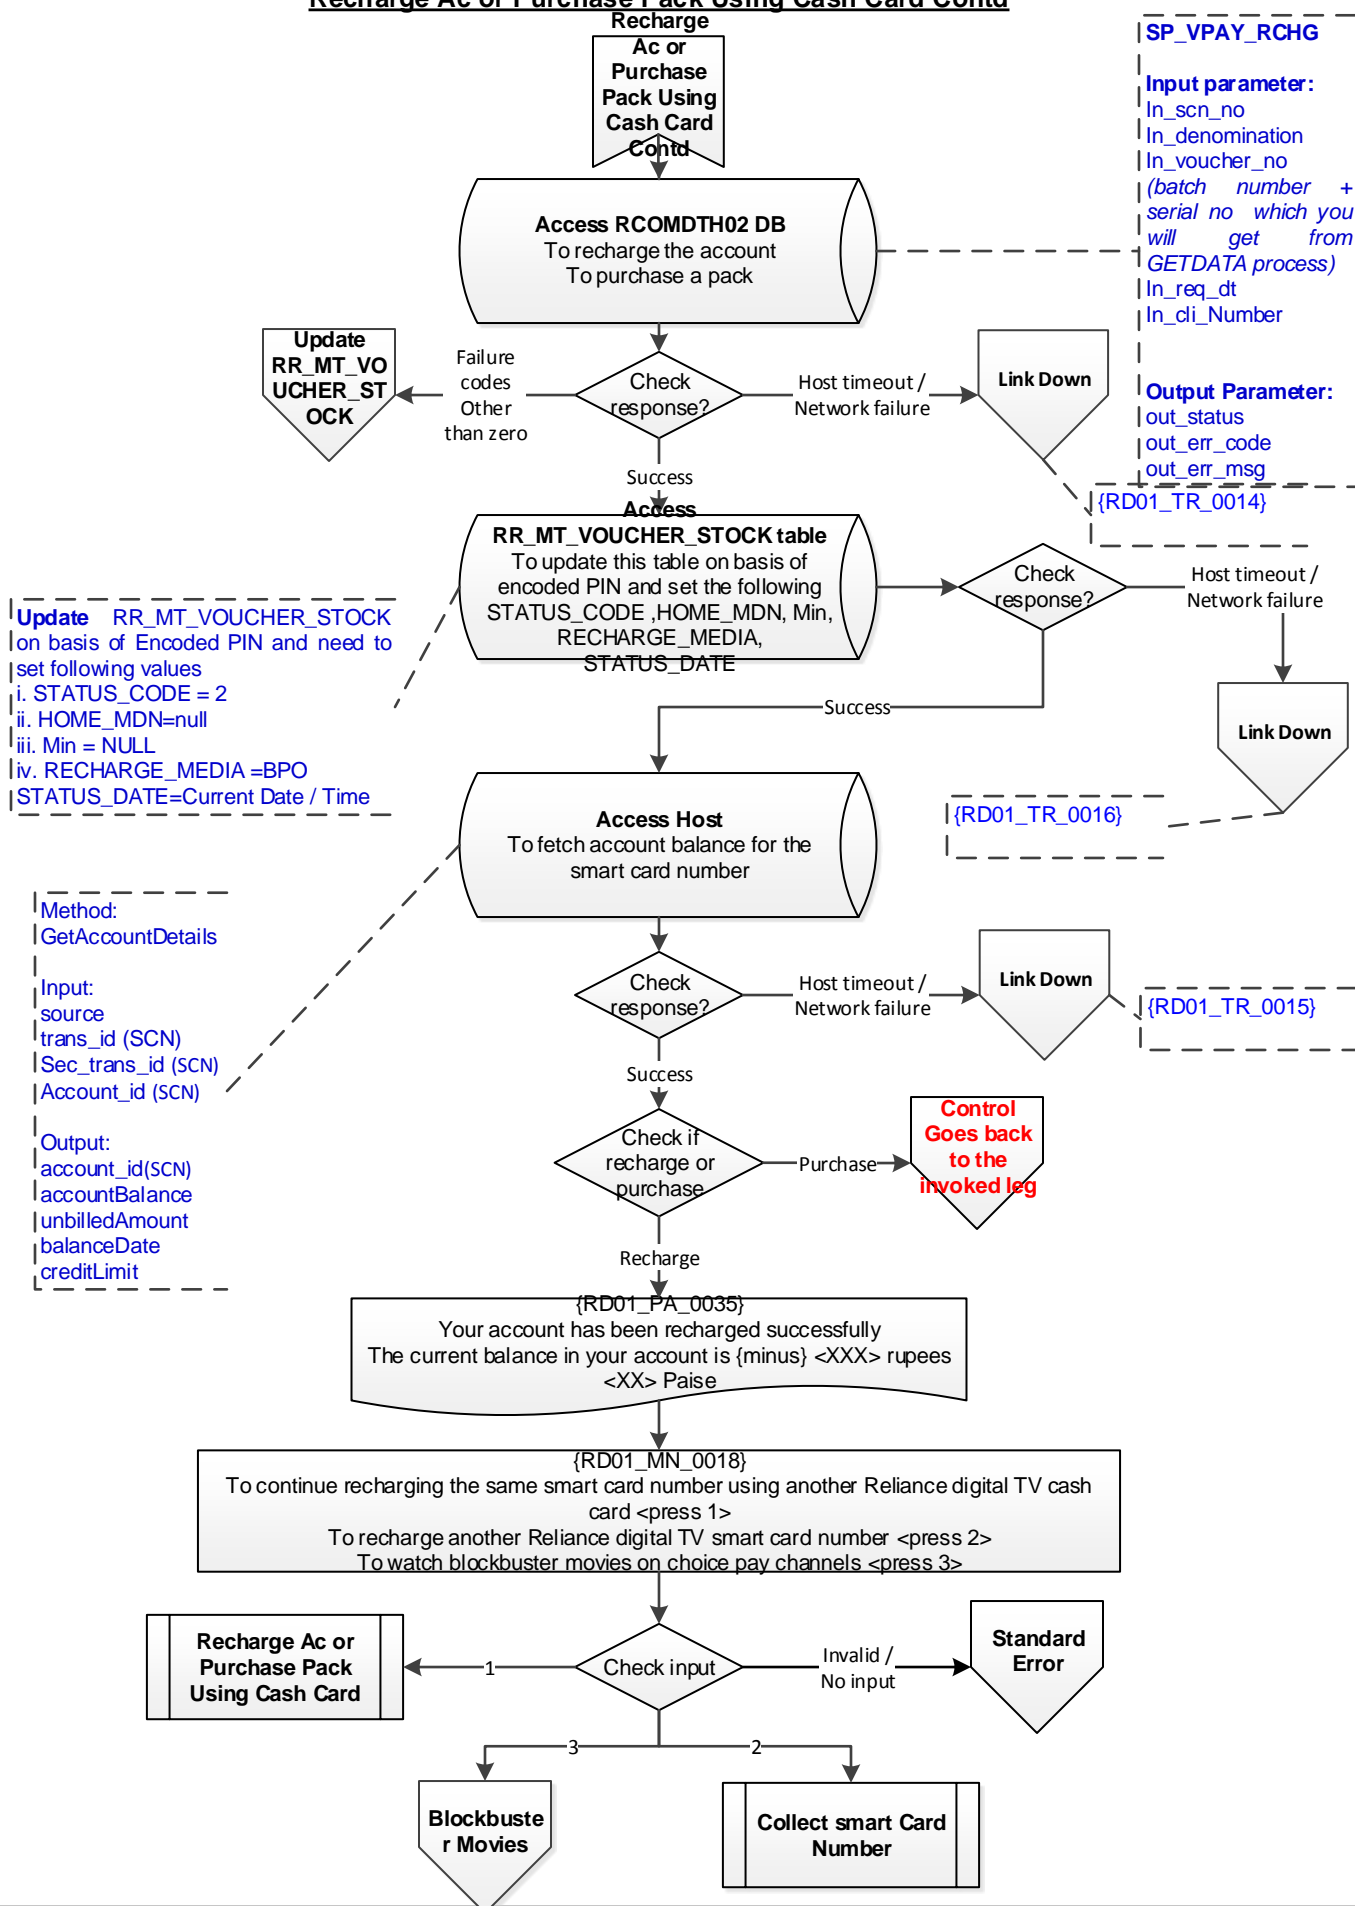 Recharge Ac or Purchase Pack Using Cash Card Contd
Recharge
Ac or
Purchase
Pack Using
Cash Card
Contd
SP_VPAY_RCHG
Input parameter:
In_scn_no
In_denomination
In_voucher_no
(batch number +
serial no which you
will get from
GETDATA process)
In_req_dt
In_cli_Number
Output Parameter:
out_status
out_err_code
out_err_msg
Access RCOMDTH02 DB
To recharge the account
To purchase a pack
Update
RR_MT_VO
UCHER_ST
OCK
Failure
codes
Other
than zero
Check
response?
Host timeout /
Network failure
Link Down
{RD01_TR_0014}
Success
Access
RR_MT_VOUCHER_STOCK table
To update this table on basis of
encoded PIN and set the following
STATUS_CODE ,HOME_MDN, Min,
RECHARGE_MEDIA,
STATUS_DATE
Check
response?
Host timeout /
Network failure
Update RR_MT_VOUCHER_STOCK
on basis of Encoded PIN and need to
set following values
i. STATUS_CODE = 2
ii. HOME_MDN=null
iii. Min = NULL
iv. RECHARGE_MEDIA =BPO
STATUS_DATE=Current Date / Time
Success
Link Down
{RD01_TR_0016}
Access Host
To fetch account balance for the
smart card number
Method:
GetAccountDetails
Input:
source
trans_id (SCN)
Sec_trans_id (SCN)
Account_id (SCN)
Output:
account_id(SCN)
accountBalance
unbilledAmount
balanceDate
creditLimit
Check
response?
Host timeout /
Network failure
Link Down
{RD01_TR_0015}
Success
Check if
recharge or
purchase
Purchase
Control
Goes back
to the
invoked leg
Recharge
{RD01_PA_0035}
Your account has been recharged successfully
The current balance in your account is {minus} <XXX> rupees
<XX> Paise
{RD01_MN_0018}
To continue recharging the same smart card number using another Reliance digital TV cash
card <press 1>
To recharge another Reliance digital TV smart card number <press 2>
To watch blockbuster movies on choice pay channels <press 3>
Recharge Ac or
Purchase Pack
Using Cash Card
1
Check input
Invalid /
No input
Standard
Error
3
2
Blockbuste
r Movies
Collect smart Card
Number